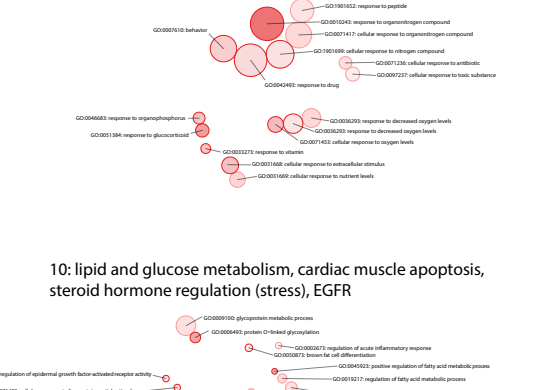 GO:1901652: response to peptide
GO:0010243: response to organonitrogen compound
GO:0007610: behavior
GO:0071417: cellular response to organonitrogen compound
GO:1901699: cellular response to nitrogen compound
GO:0071236: cellular response to antibiotic
GO:0097237: cellular response to toxic substance
GO:0042493: response to drug
GO:0046683: response to organophosphorus
GO:0036293: response to decreased oxygen levels
GO:0051384: response to glucocorticoid
GO:0036293: response to decreased oxygen levels
GO:0071453: cellular response to oxygen levels
GO:0033273: response to vitamin
GO:0031668: cellular response to extracellular stimulus
GO:0031669: cellular response to nutrient levels
10: lipid and glucose metabolism, cardiac muscle apoptosis,
steroid hormone regulation (stress), EGFR
GO:0009100: glycoprotein metabolic process
GO:0006493: protein O-linked glycosylation
GO:0002673: regulation of acute inflammatory response
GO:0050873: brown fat cell differentiation
GO:0045923: positive regulation of fatty acid metabolic process
regulation of epidermal growth factor-activated receptor activity
GO:0019217: regulation of fatty acid metabolic process